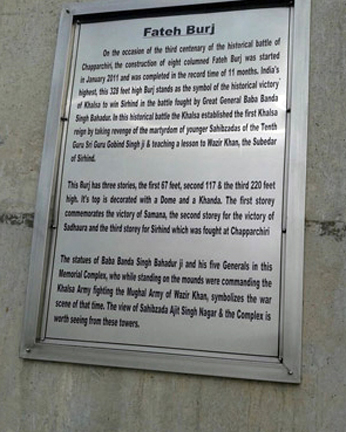 Fateh Burj
On the occasion of the third centenary of the historical battle of
Chapparchiri, the construction of eight columned Fateh Burj was started
in January 2011 and was completed in the record time of 11 months. India's
highest, this 328 feet high Burj stands as the symbol of the historical victory
of Khalsa to win Sirhind in the battle fought by Great General Baba Banda
Singh Bahadur. In this historical battle the Khalsa established the first Khalsa
reign by taking revenge of the martyrdom of younger Sahibzadas of the Tenth
Guru Sri Guru Gobind Singh ji & teaching a lesson to Wazir Khan, the Subedar
of Sirhind.
This Burj has three stories, the first 67 feet, second 117 & the third 220 feet
high. It's top is decorated with a Dome and a Khanda. The first storey
commemorates the victory of Samana, the second storey for the victory of
Sadhaura and the third storey for Sirhind which was fought at Chapparchiri
The statues of Baba Banda Singh Bahadur ji and his five Generals in this
Memorial Complex, who while standing on the mounds were commanding the
Khalsa Army fighting the Mughal Army of Wazir Khan, symbolizes the war
scene of that time. The view of Sahibzada Ajit Singh Nagar & the Complex is
worth seeing from these towers.